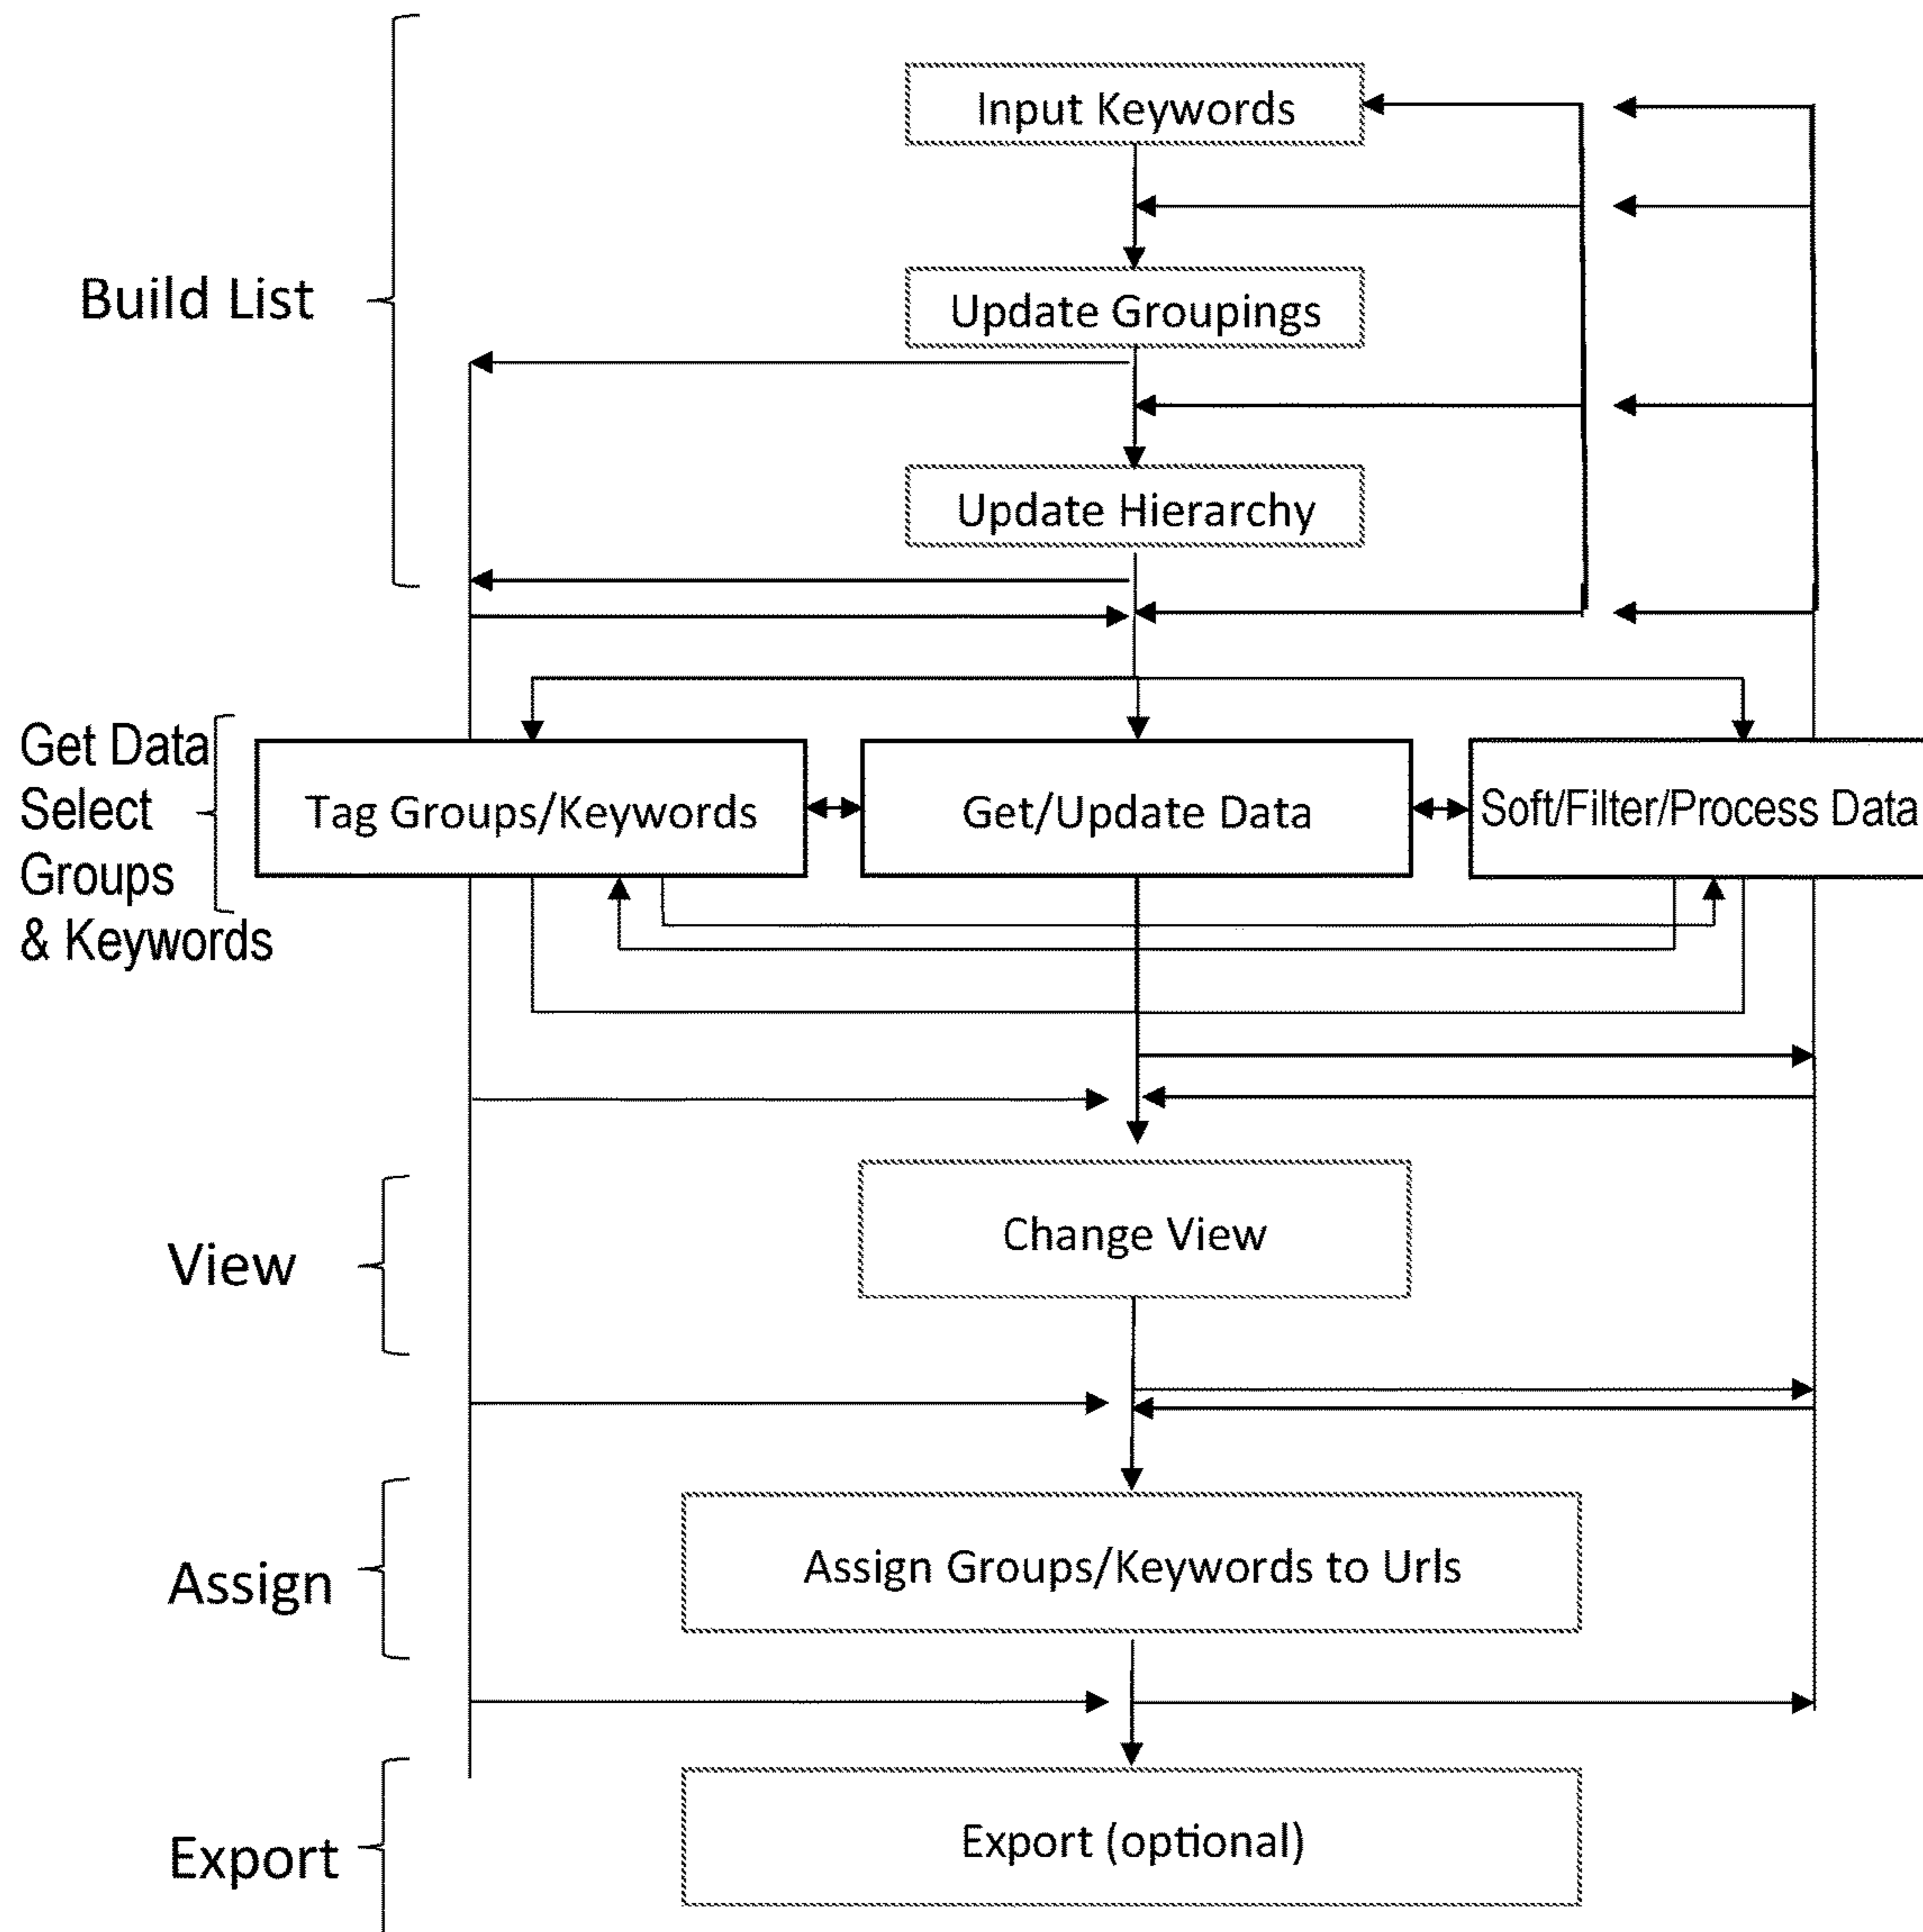 Input Keywords
Build List
Update Groupings
Update Hierarchy
Get Data
Select
Groups
& Keywords
Tag Groups/Keywords
Get/Update Data
Soft/Filter/Process Data
View
Change View
Assign
Assign Groups/Keywords to Urls
Export
Export (optional)